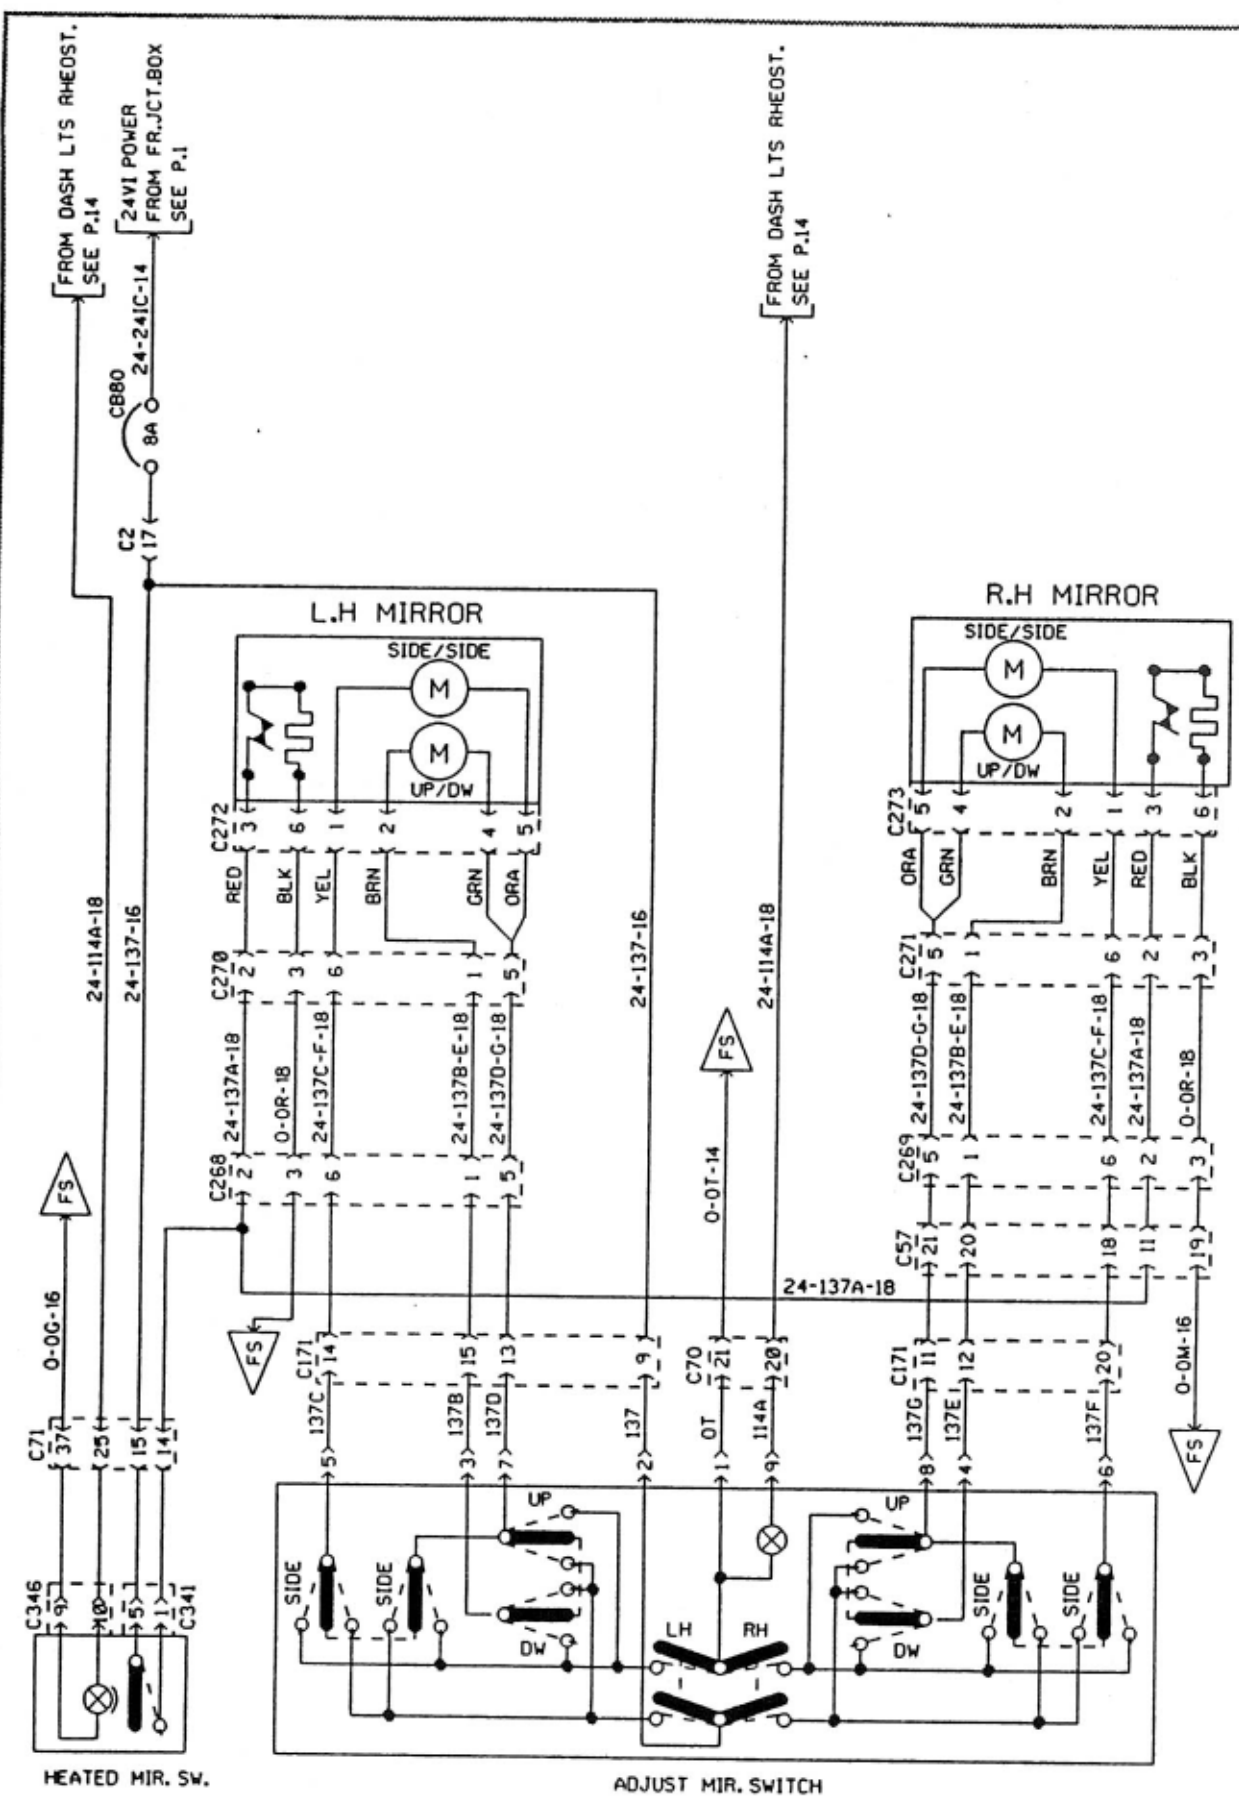 FROM DASH LTS RHEOST.
SEE P.14
24VI POWER
FROM FR.JCT.BOX
SEE P.1
24-24IC-14
CB80
8A
C2
17
FROM DASH LTS RHEOST.
SEE P.14
L.H MIRROR
SIDE/SIDE
M
M
UP/DW
R.H MIRROR
SIDE/SIDE
M
M
UP/DW
C272
3
6
1
2
4
5
RED
BLK
YEL
BRN
GRN
ORA
C273
5
4
2
1
3
6
ORA
GRN
BRN
YEL
RED
BLK
24-114A-18
24-137-16
24-137-16
24-114A-18
C270
2
3
6
1
5
C271
5
1
6
2
3
24-137A-18
0-0R-18
24-137C-F-18
24-137B-E-18
24-137D-G-18
FS
24-137D-G-18
24-137B-E-18
24-137C-F-18
24-137A-18
0-0R-18
C268
2
3
6
1
5
C269
5
1
6
2
3
FS
0-0T-14
C57
21
20
18
11
19
24-137A-18
0-0G-16
FS
C171
14
15
13
9
C70
21
20
C171
11
12
20
0-0M-16
FS
C71
37
25
15
14
137C
137B
137D
137
0T
114A
137G
137E
137F
5
3
7
2
1
9
8
4
6
C346
9
10
5
1
C341
SIDE
SIDE
UP
DW
LH
RH
UP
DW
SIDE
SIDE
HEATED MIR. SW.
ADJUST MIR. SWITCH